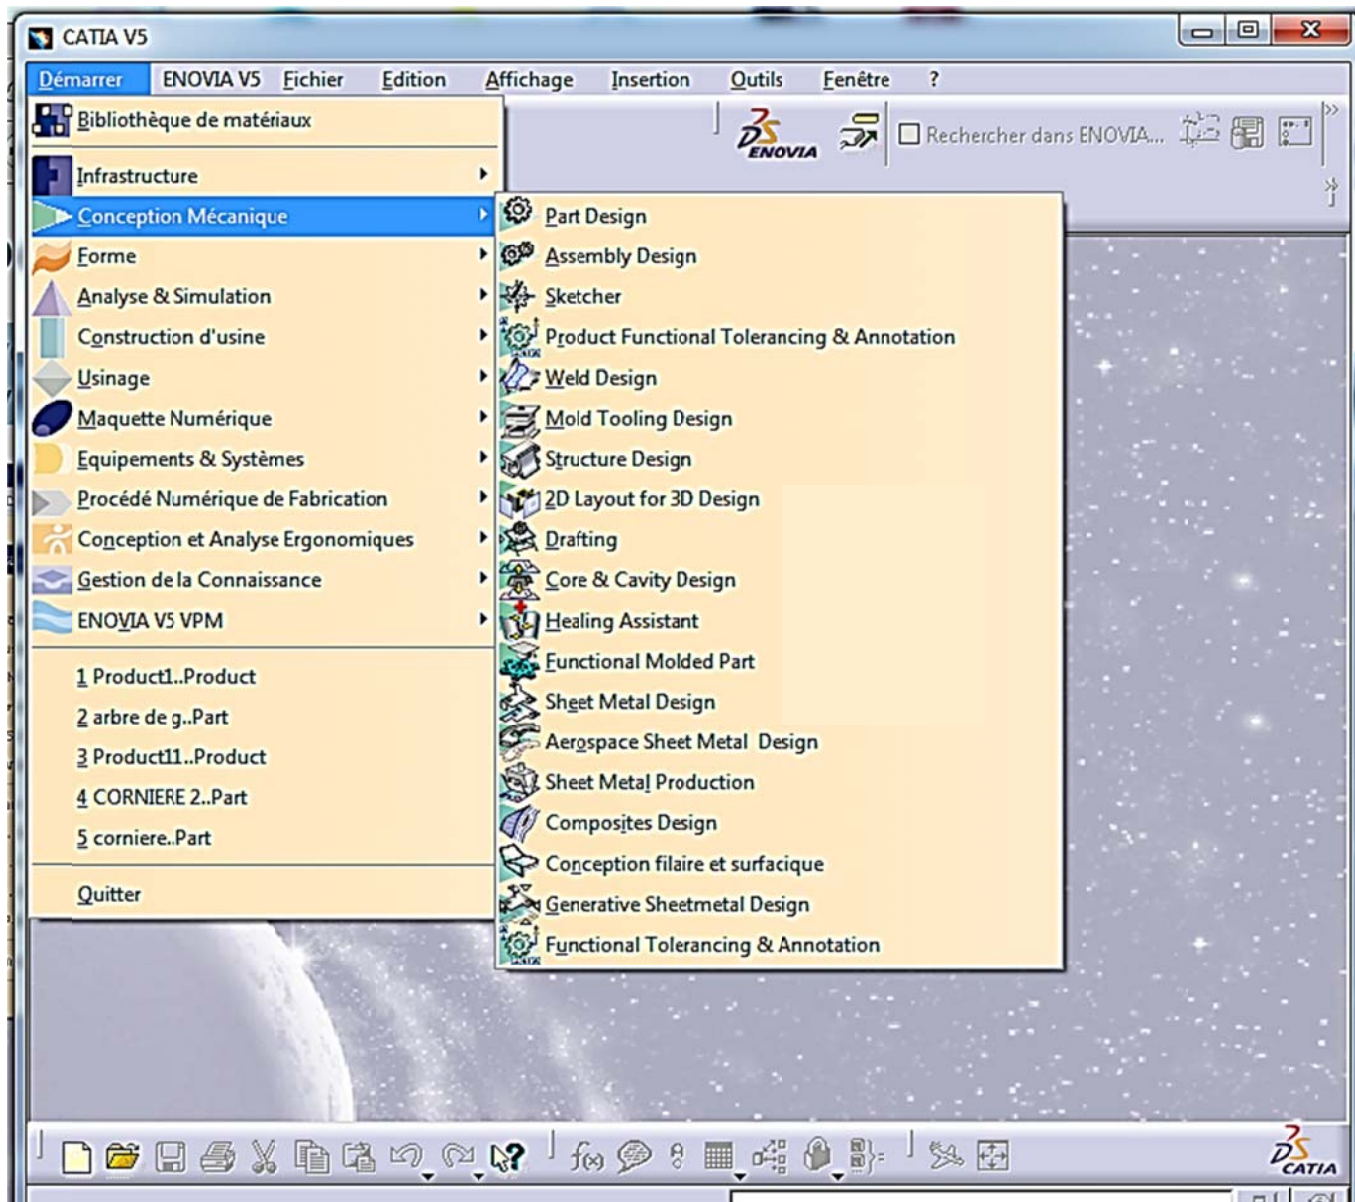 CATIA V5
Démarrer ENOVIA V5 Fichier Edition Affichage Insertion Outils Fenêtre ?
Bibliothèque de matériaux
DS ENOVIA
Rechercher dans ENOVIA...
Infrastructure
Conception Mécanique
Forme
Analyse & Simulation
Construction d'usine
Usinage
Maquette Numérique
Equipements & Systèmes
Procédé Numérique de Fabrication
Conception et Analyse Ergonomiques
Gestion de la Connaissance
ENOVIA V5 VPM
1 Product1..Product
2 arbre de g..Part
3 Product11..Product
4 CORNIERE 2..Part
5 corniere..Part
Quitter
Part Design
Assembly Design
Sketcher
Product Functional Tolerancing & Annotation
Weld Design
Mold Tooling Design
Structure Design
2D Layout for 3D Design
Drafting
Core & Cavity Design
Healing Assistant
Functional Molded Part
Sheet Metal Design
Aerospace Sheet Metal Design
Sheet Metal Production
Composites Design
Conception filaire et surfacique
Generative Sheetmetal Design
Functional Tolerancing & Annotation
f(x)
DS CATIA